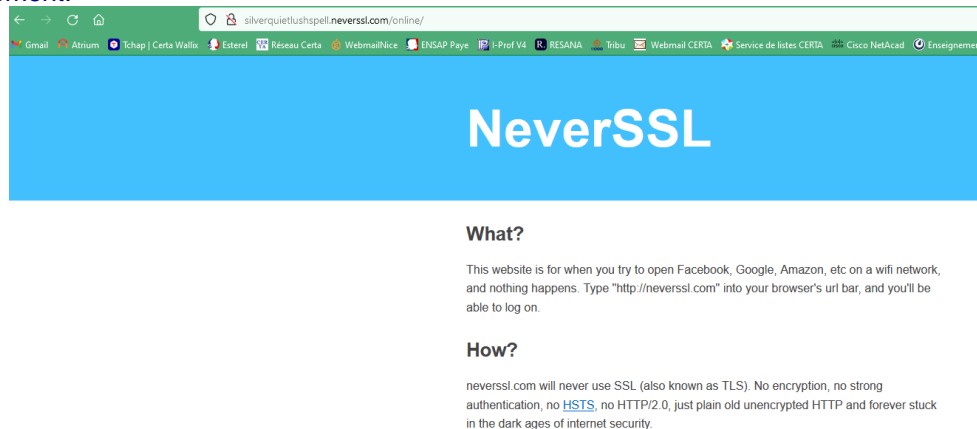 silverquietlushspell.neverssl.com/online/
Gmail Atrium Tchap | Certa Wallix Esterel Réseau Certa WebmailNice ENSAP Paye I-Prof V4 RESANA Tribu Webmail CERTA Service de listes CERTA Cisco NetAcad
NeverSSL
What?
This website is for when you try to open Facebook, Google, Amazon, etc on a wifi network,
and nothing happens. Type "http://neverssl.com" into your browser's url bar, and you'll be
able to log on.
How?
neverssl.com will never use SSL (also known as TLS). No encryption, no strong
authentication, no HSTS, no HTTP/2.0, just plain old unencrypted HTTP and forever stuck
in the dark ages of internet security.